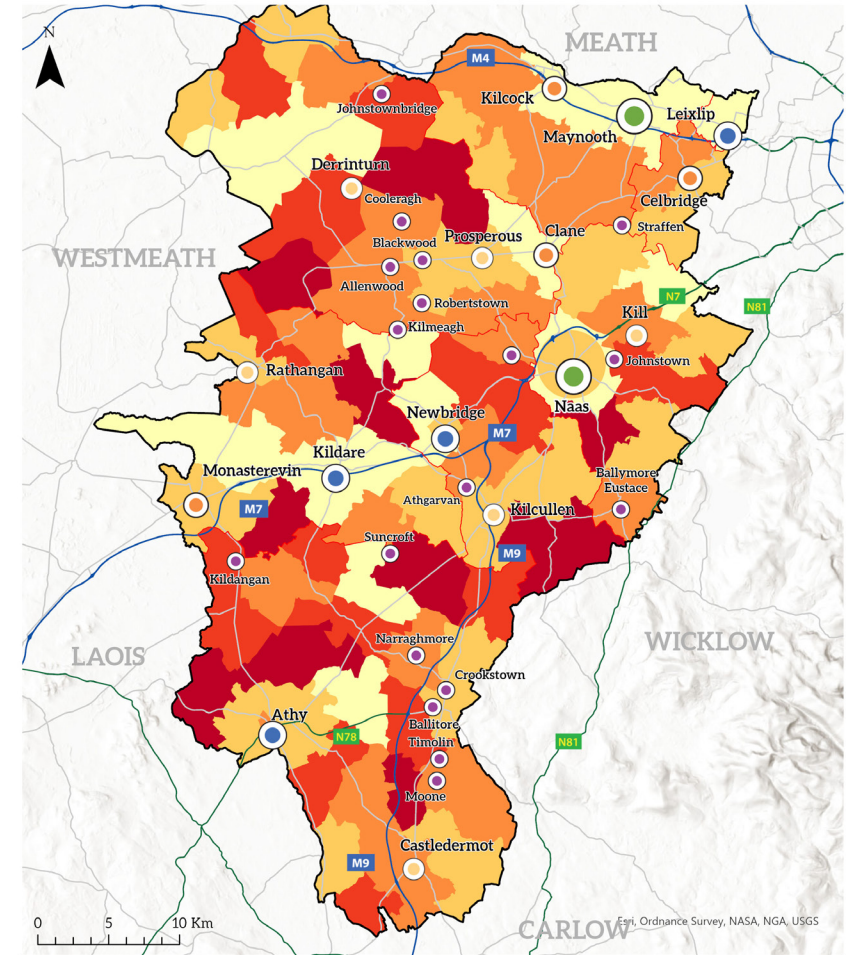 N
MEATH
M4
Kilcock
Leixlip
Johnstownbridge
Maynooth
Derrinturn
Celbridge
Cooleragh
Straffen
Clane
Prosperous
Blackwood
WESTMEATH
Allenwood
N7
Robertstown
N81
Kill
Kilmeagh
Johnstown
Rathangan
Naas
Newbridge
M7
Kildare
Monasterevin
Ballymore
Eustace
Athgarvan
M7
Kilcullen
Suncroft
M9
Kildangan
Narraghmore
WICKLOW
LAOIS
Crookstown
Athy
Ballitore
N78
Timolin
N81
Moone
Castledermot
M9
0 5 10 Km
Esri, Ordnance Survey, NASA, NGA, USGS
CARLOW